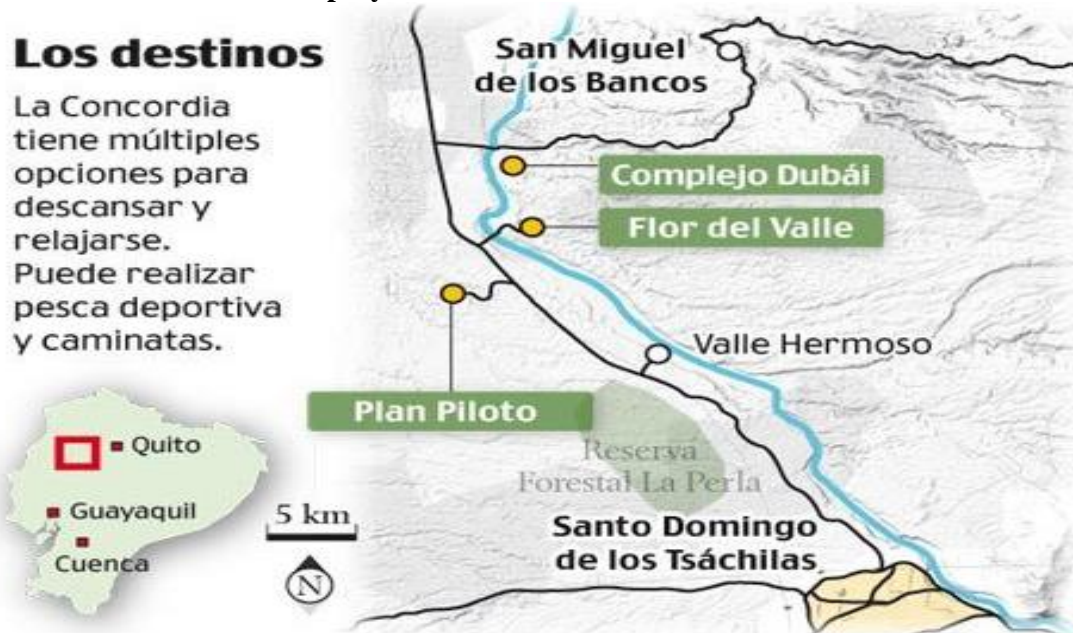 Los destinos
La Concordia
tiene múltiples
opciones para
descansar y
relajarse.
Puede realizar
pesca deportiva
y caminatas.
San Miguel
de los Bancos
Complejo Dubái
Flor del Valle
Valle Hermoso
Plan Piloto
Reserva
Forestal La Perla
Santo Domingo
de los Tsáchilas
Quito
Guayaquil
Cuenca
5 km
N